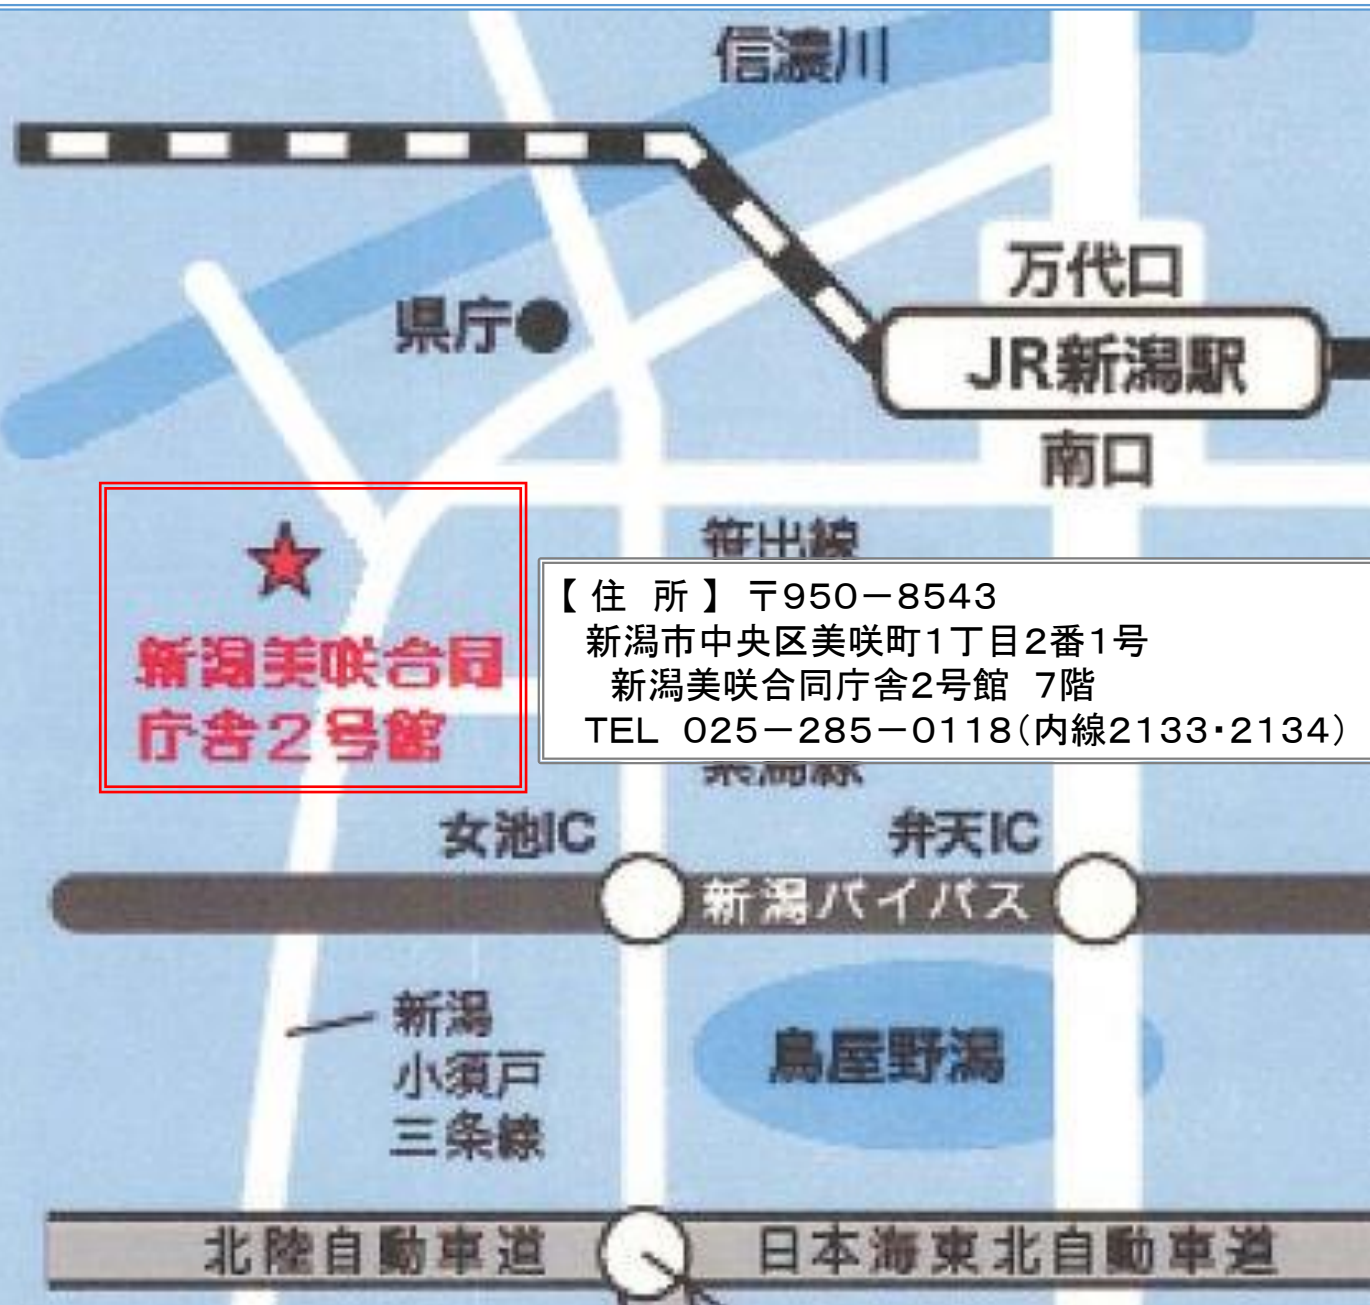 信濃川
万代口
県庁
JR新潟駅
南口
笹出線
新潟美咲合同
庁舎2号館
【 住 所 】 〒950-8543
新潟市中央区美咲町1丁目2番1号
新潟美咲合同庁舎2号館 7階
TEL 025-285-0118(内線2133・2134)
女池IC
弁天IC
新潟バイパス
新潟
小須戸
三条線
鳥屋野潟
北陸自動車道
日本海東北自動車道